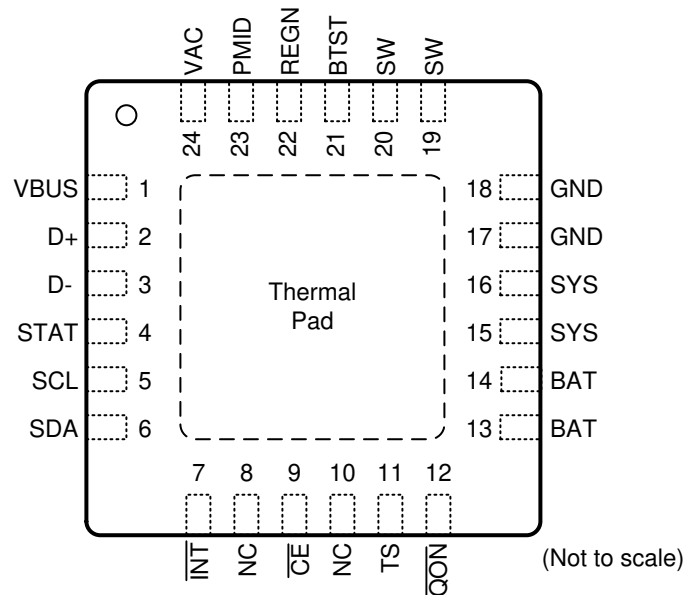 VAC PMID REGN BTST SW SW
24 23 22 21 20 19
VBUS 1
D+ 2
D- 3
STAT 4
SCL 5
SDA 6
Thermal
Pad
18 GND
17 GND
16 SYS
15 SYS
14 BAT
13 BAT
7 8 9 10 11 12
INT NC CE NC TS QON
(Not to scale)